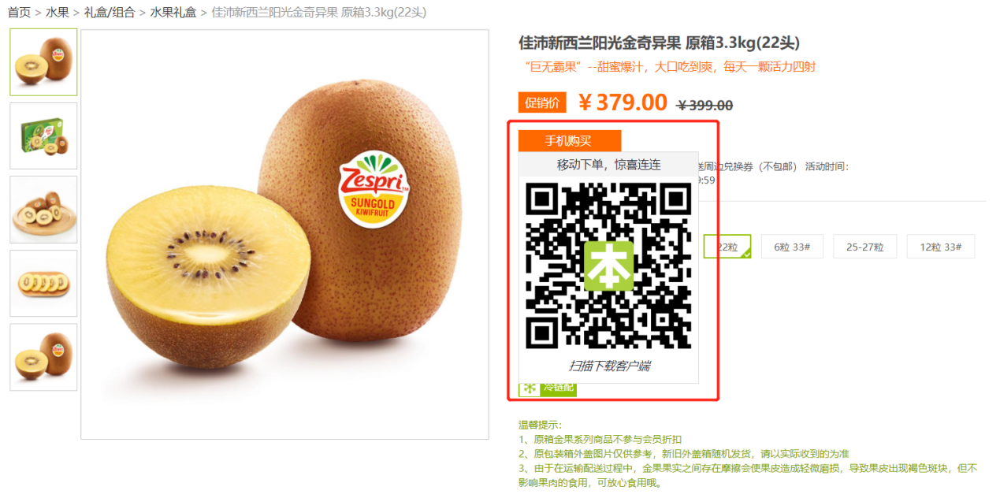 首页 > 水果 > 礼盒/组合 > 水果礼盒 > 佳沛新西兰阳光金奇异果 原箱3.3kg(22头)
Zespri™
SUNGOLD
KIWIFRUIT
佳沛新西兰阳光金奇异果 原箱3.3kg(22头)
“巨无霸果”--甜蜜爆汁，大口吃到爽，每天一颗活力四射
促销价 ￥379.00 ￥399.00
手机购买
移动下单，惊喜连连
送周边兑换券（不包邮） 活动时间：
9:59
本
22粒 6粒 33# 25-27粒 12粒 33#
扫描下载客户端
冷链配
温馨提示：
1、原箱金果系列商品不参与会员折扣
2、原包装箱外盖图片仅供参考，新旧外盖箱随机发货，请以实际收到的为准
3、由于在运输配送过程中，金果果实之间存在摩擦会使果皮造成轻微磨损，导致果皮出现褐色斑块，但不
影响果肉的食用，可放心食用哦。